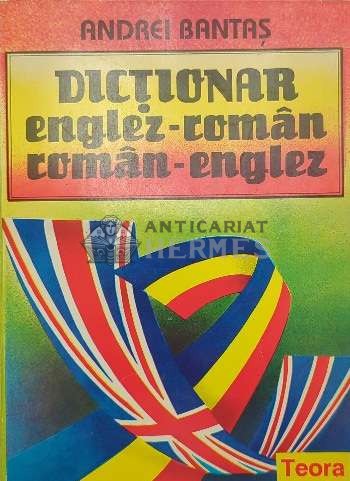 ANDREI BANTAȘ
DICȚIONAR
englez-român
român-englez
ANTICARIAT
HERMES
Teora